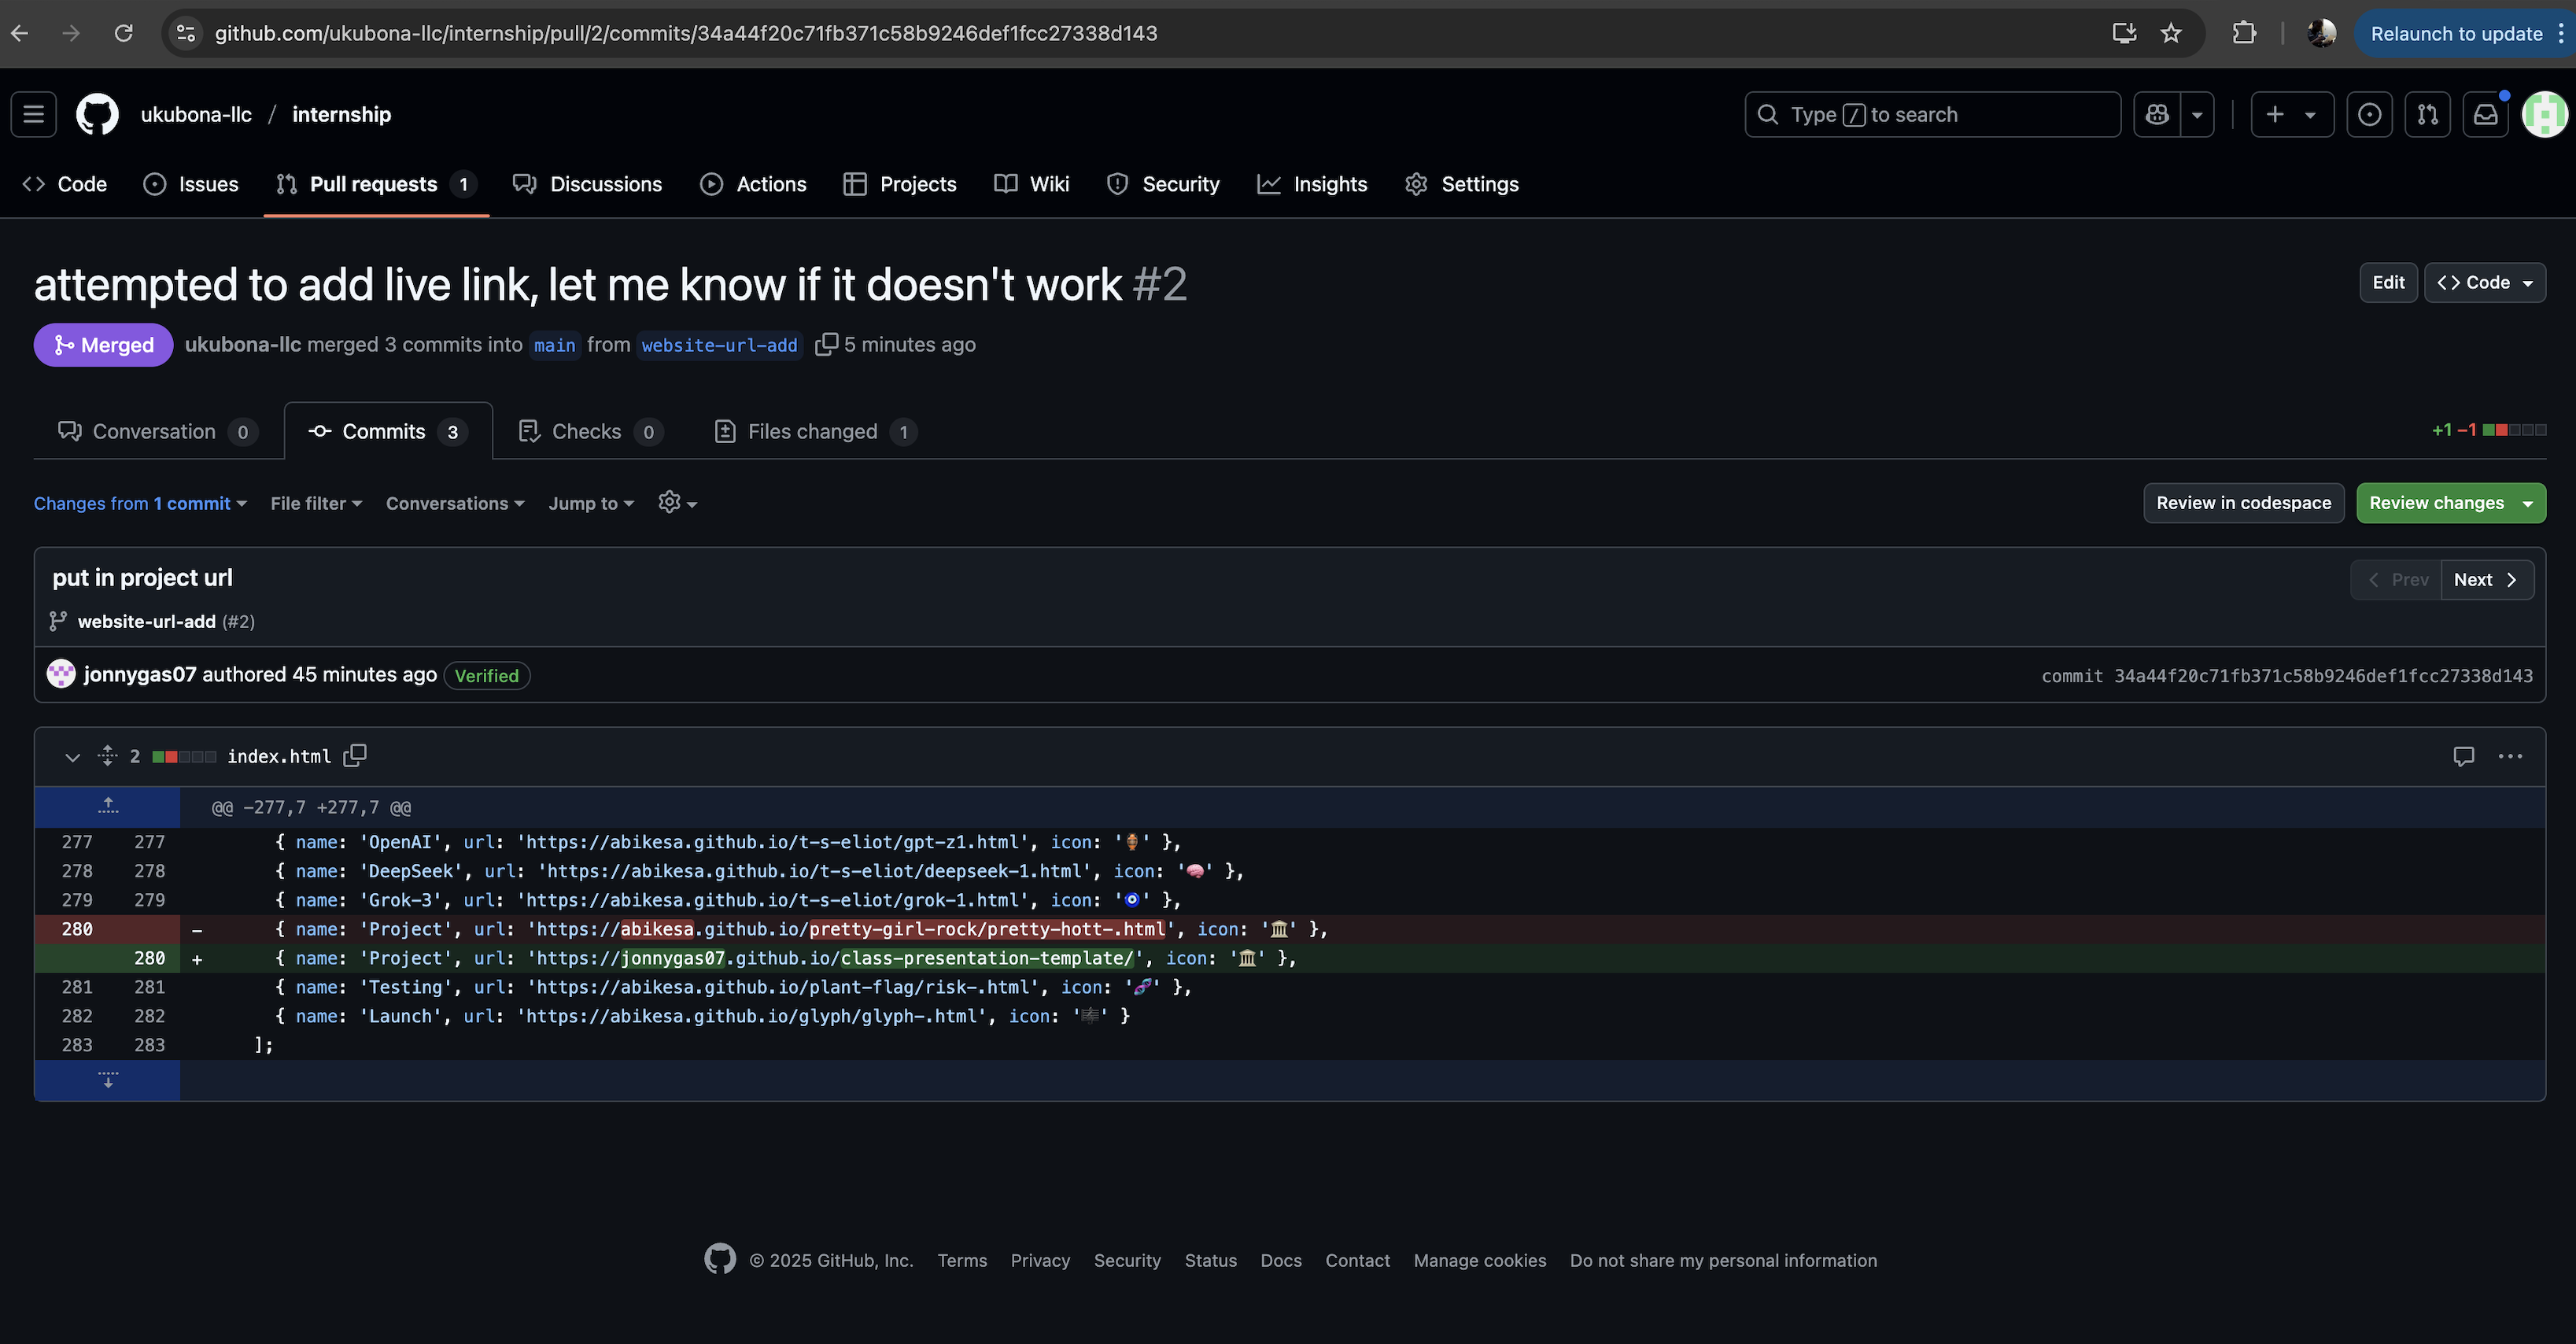 github.com/ukubona-llc/internship/pull/2/commits/34a44f20c71fb371c58b9246def1fcc27338d143
Relaunch to update
ukubona-llc / internship
Type / to search
Code
Issues
Pull requests 1
Discussions
Actions
Projects
Wiki
Security
Insights
Settings
attempted to add live link, let me know if it doesn't work #2
Edit
<> Code
Merged ukubona-llc merged 3 commits into main from website-url-add 5 minutes ago
Conversation 0
Commits 3
Checks 0
Files changed 1
+1 −1
Changes from 1 commit
File filter
Conversations
Jump to
Review in codespace
Review changes
put in project url
Prev
Next
website-url-add (#2)
jonnygas07 authored 45 minutes ago Verified
commit 34a44f20c71fb371c58b9246def1fcc27338d143
2 index.html
@@ -277,7 +277,7 @@
277 277 { name: 'OpenAI', url: 'https://abikesa.github.io/t-s-eliot/gpt-z1.html', icon: '🏺' },
278 278 { name: 'DeepSeek', url: 'https://abikesa.github.io/t-s-eliot/deepseek-1.html', icon: '🧠' },
279 279 { name: 'Grok-3', url: 'https://abikesa.github.io/t-s-eliot/grok-1.html', icon: '🧿' },
280 - { name: 'Project', url: 'https://abikesa.github.io/pretty-girl-rock/pretty-hott-.html', icon: '🏛️' },
280 + { name: 'Project', url: 'https://jonnygas07.github.io/class-presentation-template/', icon: '🏛️' },
281 281 { name: 'Testing', url: 'https://abikesa.github.io/plant-flag/risk-.html', icon: '🧬' },
282 282 { name: 'Launch', url: 'https://abikesa.github.io/glyph/glyph-.html', icon: '🎼' }
283 283 ];
© 2025 GitHub, Inc.
Terms
Privacy
Security
Status
Docs
Contact
Manage cookies
Do not share my personal information